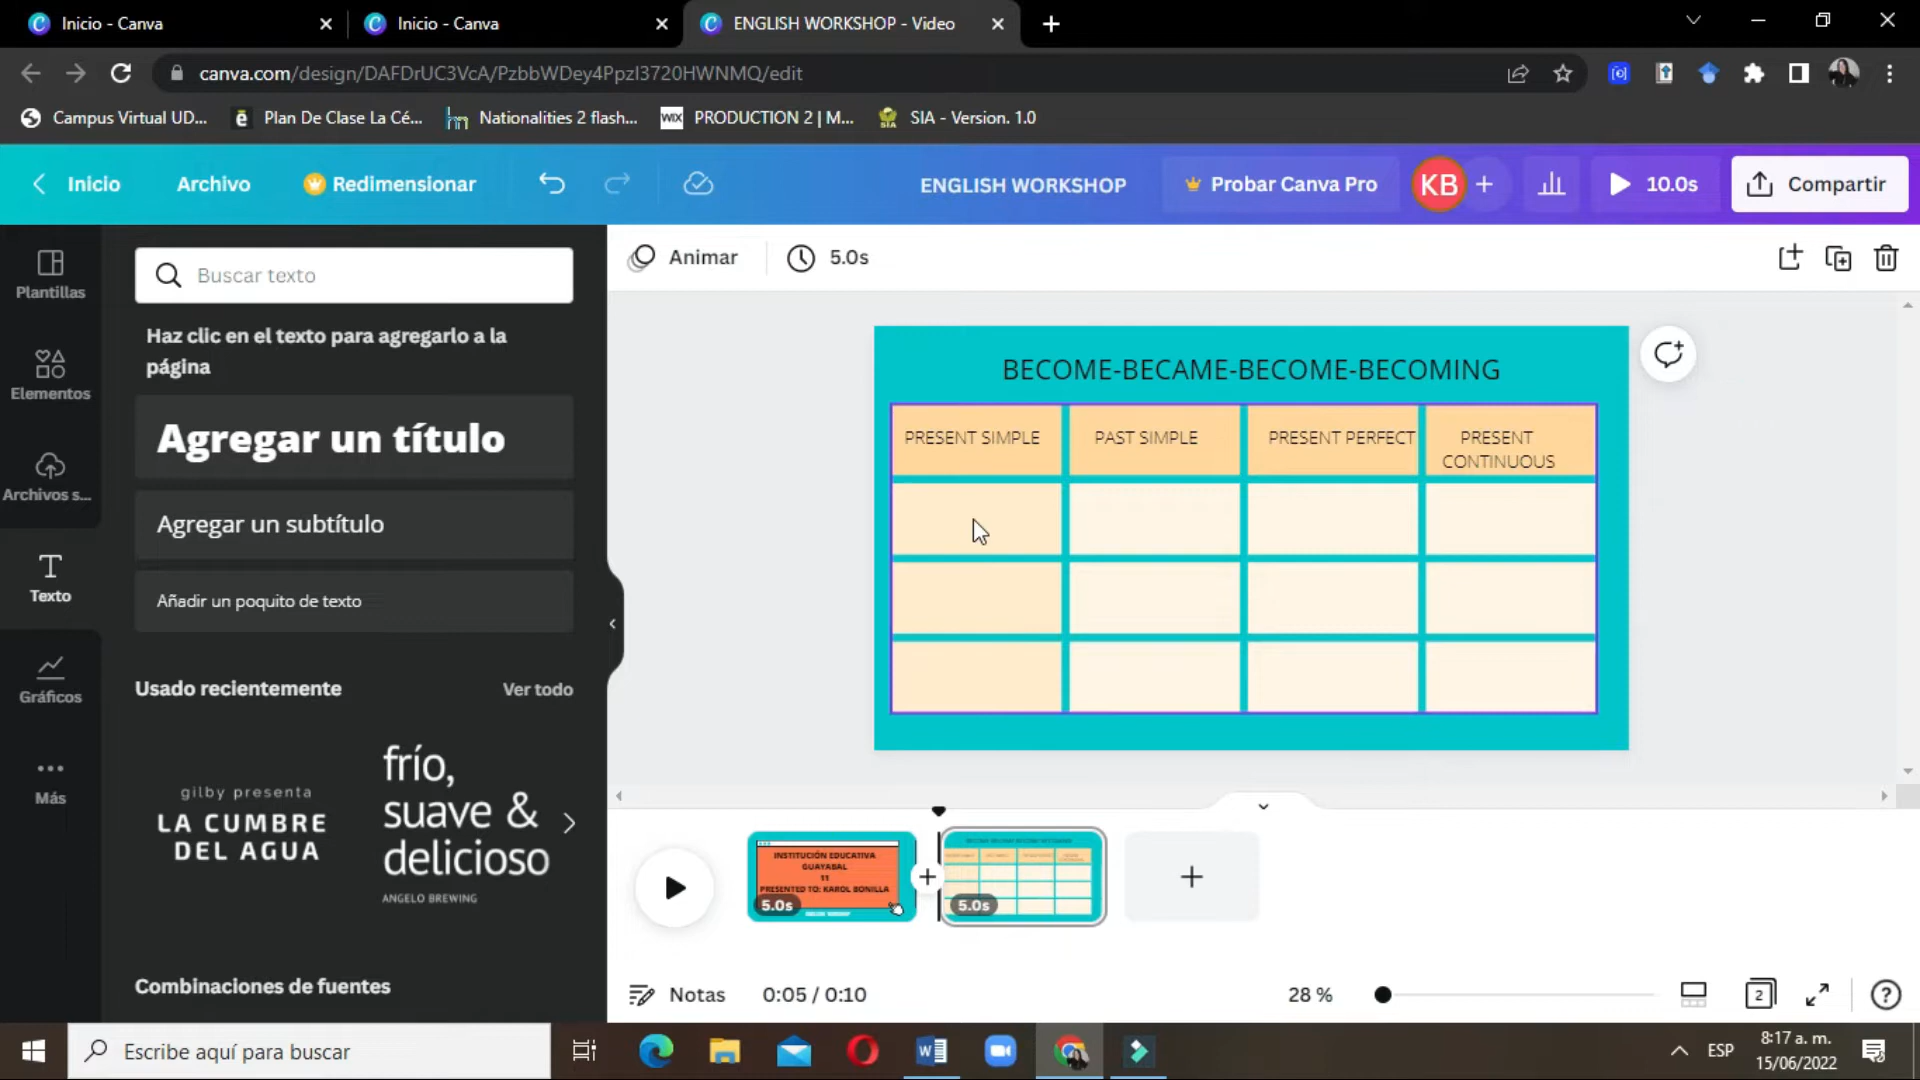 Inicio - Canva
Inicio - Canva
ENGLISH WORKSHOP - Video
canva.com/design/DAFDrUC3VcA/PzbbWDey4PpzI3720HWNMQ/edit
Campus Virtual UD...
Plan De Clase La Cé...
Nationalities 2 flash...
WIX
PRODUCTION 2 | M...
SIA - Version. 1.0
Inicio
Archivo
Redimensionar
ENGLISH WORKSHOP
Probar Canva Pro
KB
10.0s
Compartir
Plantillas
Elementos
Archivos s...
Texto
Gráficos
Más
Buscar texto
Haz clic en el texto para agregarlo a la
página
Agregar un título
Agregar un subtítulo
Añadir un poquito de texto
Usado recientemente
Ver todo
gilby presenta
LA CUMBRE
DEL AGUA
frío,
suave &
delicioso
ANGELO BREWING
Combinaciones de fuentes
Animar
5.0s
BECOME-BECAME-BECOME-BECOMING
PRESENT SIMPLE
PAST SIMPLE
PRESENT PERFECT
PRESENT
CONTINUOUS
INSTITUCIÓN EDUCATIVA
GUAYABAL
11
PRESENTED TO: KAROL BONILLA
5.0s
5.0s
Notas
0:05 / 0:10
28 %
2
Escribe aquí para buscar
ESP
8:17 a. m.
15/06/2022